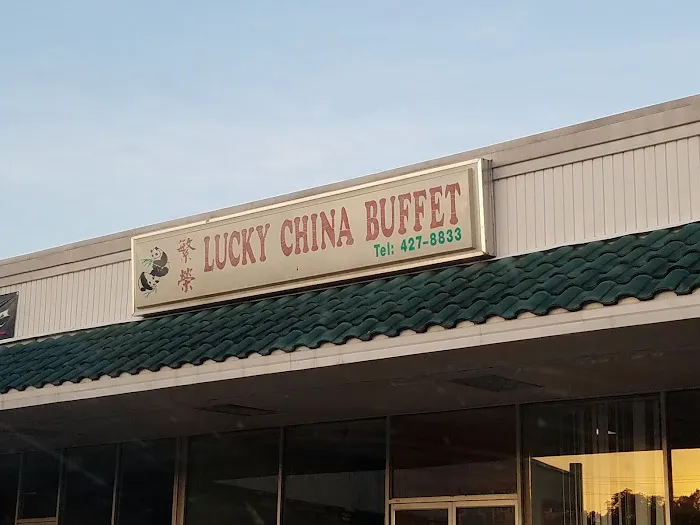 繁榮
LUCKY CHINA BUFFET
Tel: 427-8833